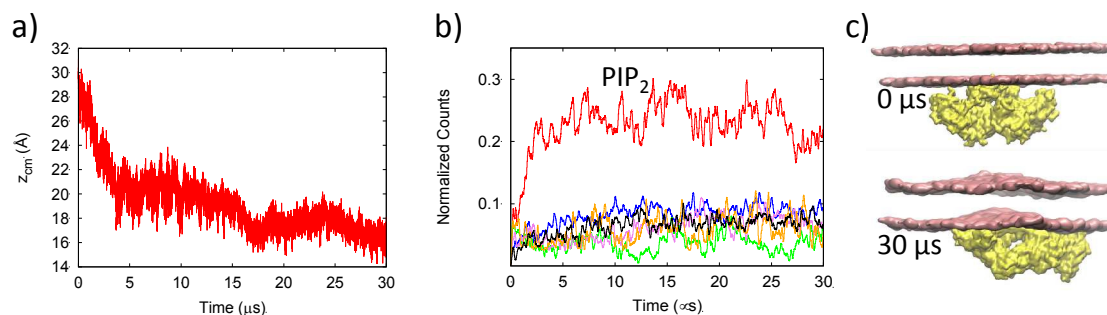 a)
32
30
28
26
24
22
20
18
16
14
z cm (Å)
0 5 10 15 20 25 30
Time (μs)
b)
PIP2
0.3
0.2
0.1
Normalized Counts
0 5 10 15 20 25 30
Time (∝s)
c)
0 μs
30 μs